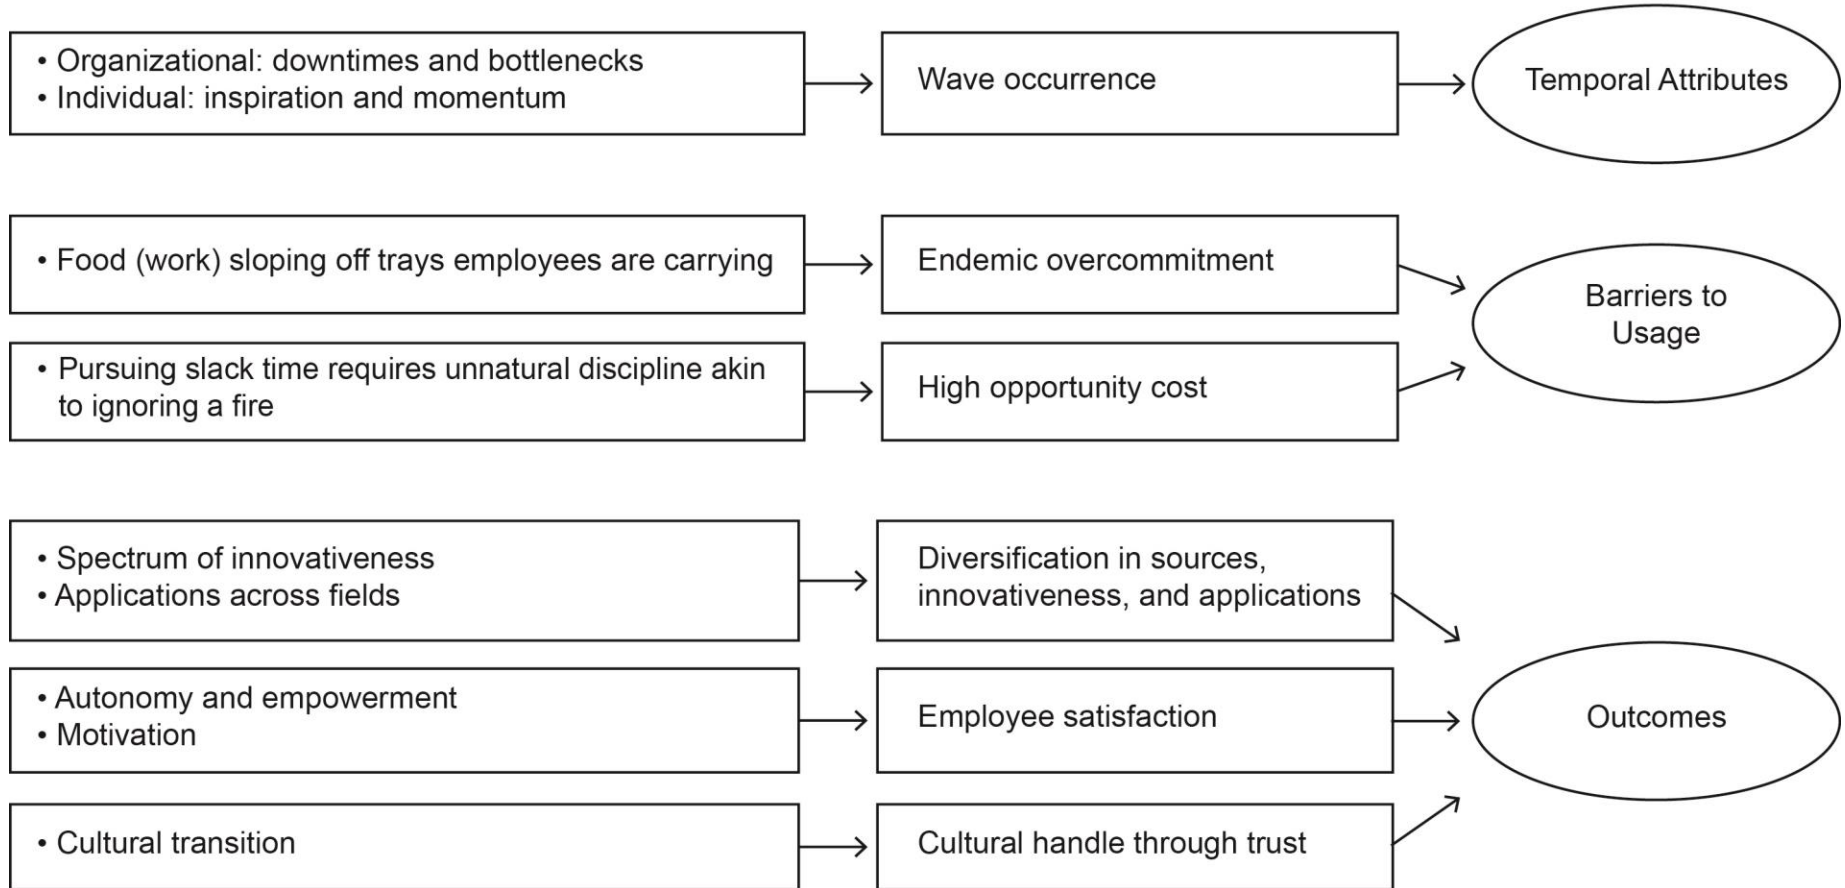 • Organizational: downtimes and bottlenecks
• Individual: inspiration and momentum
Wave occurrence
Temporal Attributes
• Food (work) sloping off trays employees are carrying
Endemic overcommitment
• Pursuing slack time requires unnatural discipline akin
to ignoring a fire
High opportunity cost
Barriers to
Usage
• Spectrum of innovativeness
• Applications across fields
Diversification in sources,
innovativeness, and applications
• Autonomy and empowerment
• Motivation
Employee satisfaction
• Cultural transition
Cultural handle through trust
Outcomes